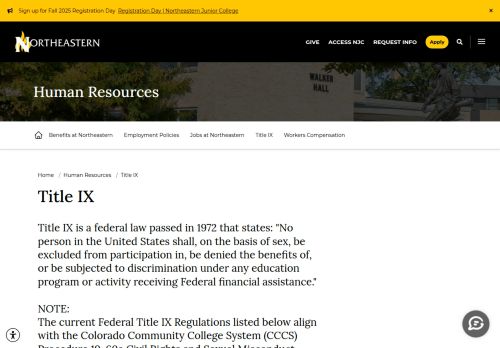 Sign up for Fall 2025 Registration Day Registration Day | Northeastern Junior College ×
NORTHEASTERN GIVE ACCESS NJC REQUEST INFO Apply
WALKER
HALL
Human Resources
Benefits at Northeastern Employment Policies Jobs at Northeastern Title IX Workers Compensation
Home / Human Resources / Title IX
Title IX
Title IX is a federal law passed in 1972 that states: "No
person in the United States shall, on the basis of sex, be
excluded from participation in, be denied the benefits of,
or be subjected to discrimination under any education
program or activity receiving Federal financial assistance."
NOTE:
The current Federal Title IX Regulations listed below align
with the Colorado Community College System (CCCS)